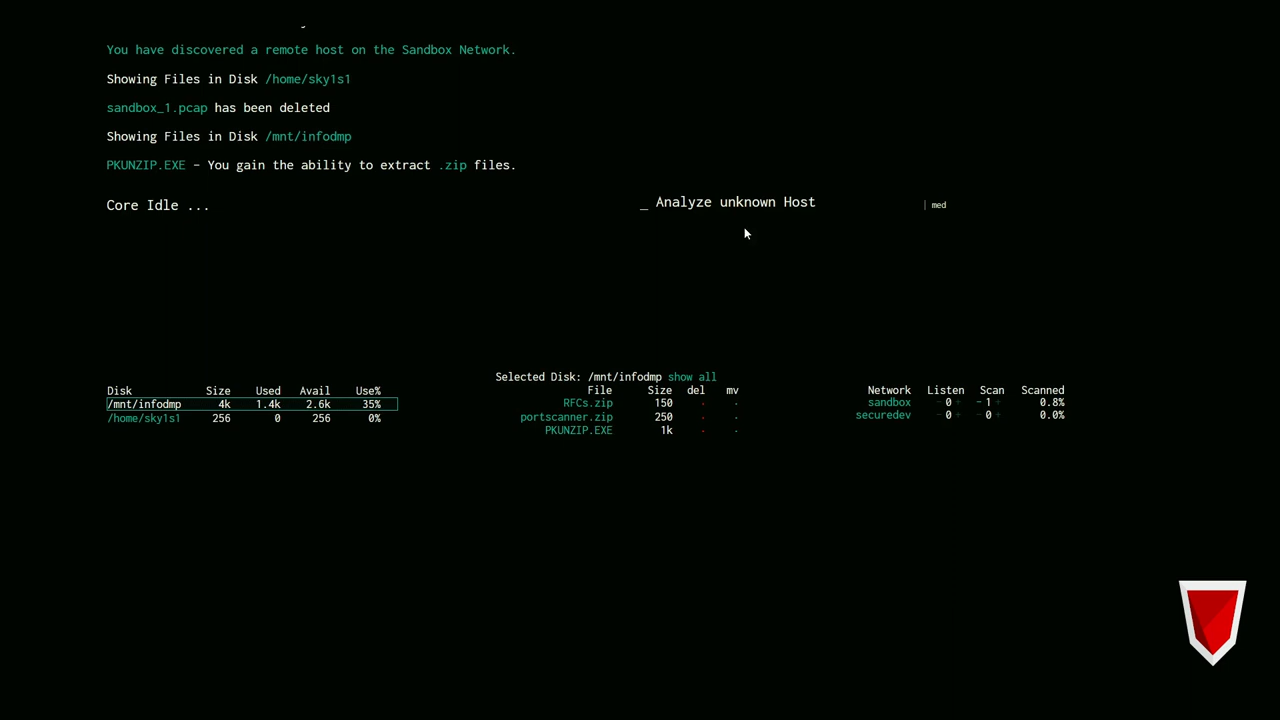 You have discovered a remote host on the Sandbox Network.
Showing Files in Disk /home/sky1s1
sandbox_1.pcap has been deleted
Showing Files in Disk /mnt/infodmp
PKUNZIP.EXE – You gain the ability to extract .zip files.
Core Idle ...
_ Analyze unknown Host | med
Selected Disk: /mnt/infodmp show all
Disk Size Used Avail Use%
/mnt/infodmp 4k 1.4k 2.6k 35%
/home/sky1s1 256 0 256 0%
File Size del mv
RFCs.zip 150 . .
portscanner.zip 250 . .
PKUNZIP.EXE 1k . .
Network Listen Scan Scanned
sandbox - 0 + - 1 + 0.8%
securedev - 0 + - 0 + 0.0%